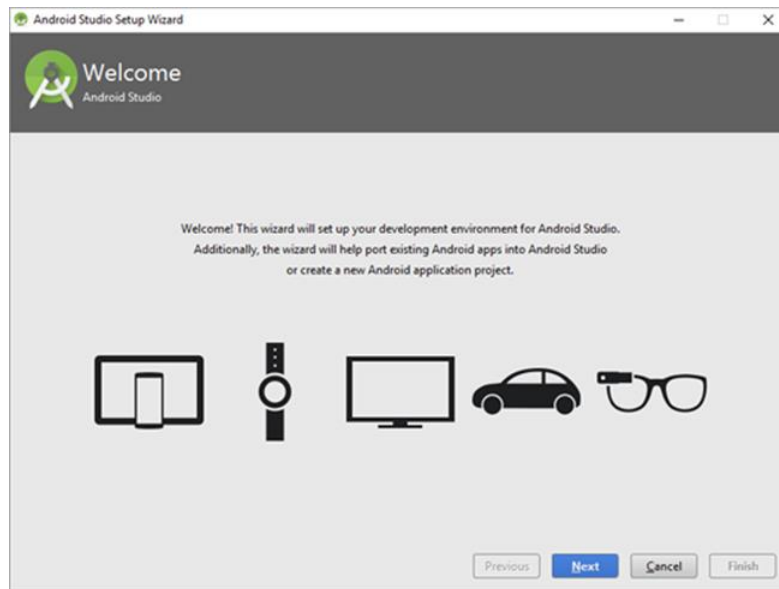 Android Studio Setup Wizard
Welcome
Android Studio
Welcome! This wizard will set up your development environment for Android Studio.
Additionally, the wizard will help port existing Android apps into Android Studio
or create a new Android application project.
Previous Next Cancel Finish